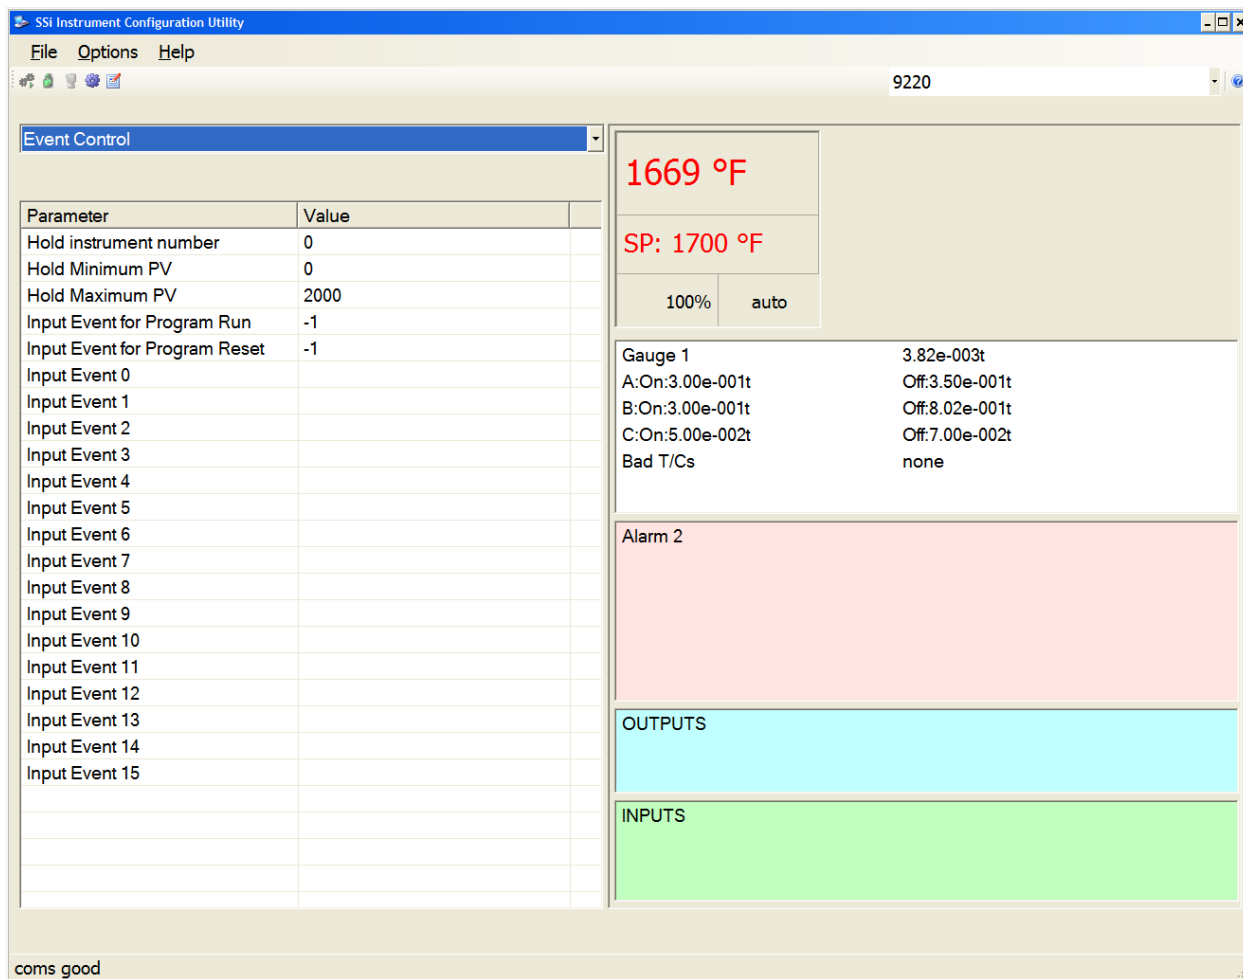 SSi Instrument Configuration Utility
File Options Help
9220
Event Control
Parameter Value
Hold instrument number 0
Hold Minimum PV 0
Hold Maximum PV 2000
Input Event for Program Run -1
Input Event for Program Reset -1
Input Event 0
Input Event 1
Input Event 2
Input Event 3
Input Event 4
Input Event 5
Input Event 6
Input Event 7
Input Event 8
Input Event 9
Input Event 10
Input Event 11
Input Event 12
Input Event 13
Input Event 14
Input Event 15
1669 °F
SP: 1700 °F
100% auto
Gauge 1 3.82e-003t
A:On:3.00e-001t Off:3.50e-001t
B:On:3.00e-001t Off:8.02e-001t
C:On:5.00e-002t Off:7.00e-002t
Bad T/Cs none
Alarm 2
OUTPUTS
INPUTS
coms good